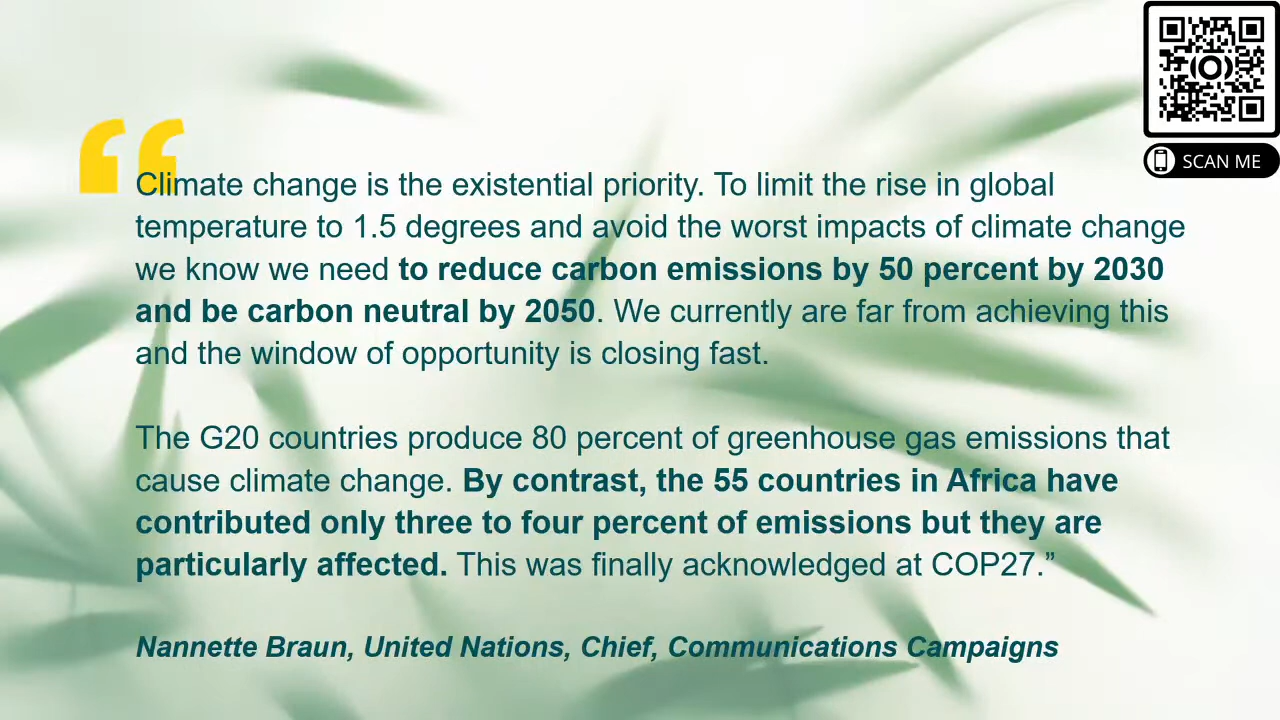 SCAN ME
“
Climate change is the existential priority. To limit the rise in global
temperature to 1.5 degrees and avoid the worst impacts of climate change
we know we need to reduce carbon emissions by 50 percent by 2030
and be carbon neutral by 2050. We currently are far from achieving this
and the window of opportunity is closing fast.
The G20 countries produce 80 percent of greenhouse gas emissions that
cause climate change. By contrast, the 55 countries in Africa have
contributed only three to four percent of emissions but they are
particularly affected. This was finally acknowledged at COP27.”
Nannette Braun, United Nations, Chief, Communications Campaigns